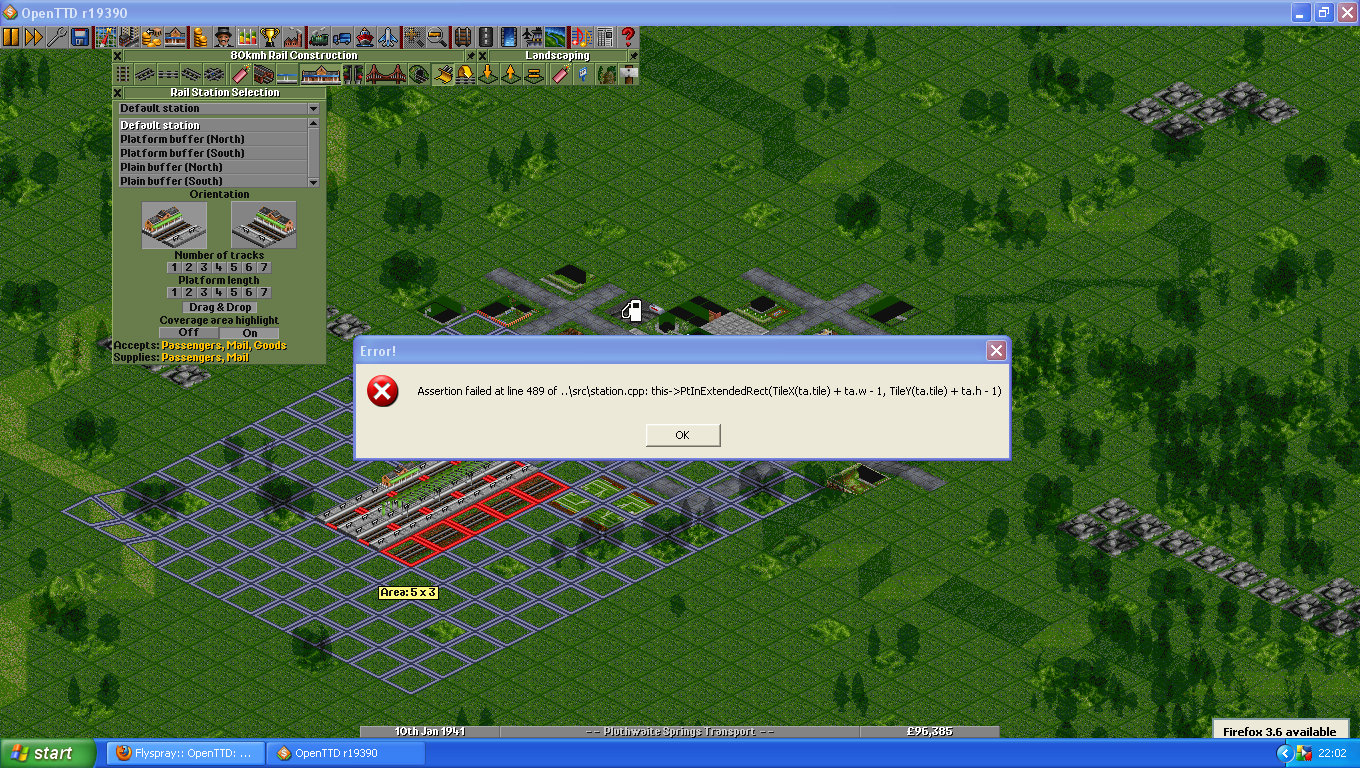 OpenTTD r19390
80kmh Rail Construction
Landscaping
Rail Station Selection
Default station
Default station
Platform buffer (North)
Platform buffer (South)
Plain buffer (North)
Plain buffer (South)
Orientation
Number of tracks
1 2 3 4 5 6 7
Platform length
1 2 3 4 5 6 7
Drag & Drop
Coverage area highlight
Off On
Accepts: Passengers, Mail, Goods
Supplies: Passengers, Mail
Error!
Assertion failed at line 489 of ..\src\station.cpp: this->PtInExtendedRect(TileX(ta.tile) + ta.w - 1, TileY(ta.tile) + ta.h - 1)
OK
Area: 5 x 3
10th Jan 1941
-- Pluthwaite Springs Transport --
£96,385
Firefox 3.6 available
start
Flyspray:: OpenTTD: ...
OpenTTD r19390
22:02